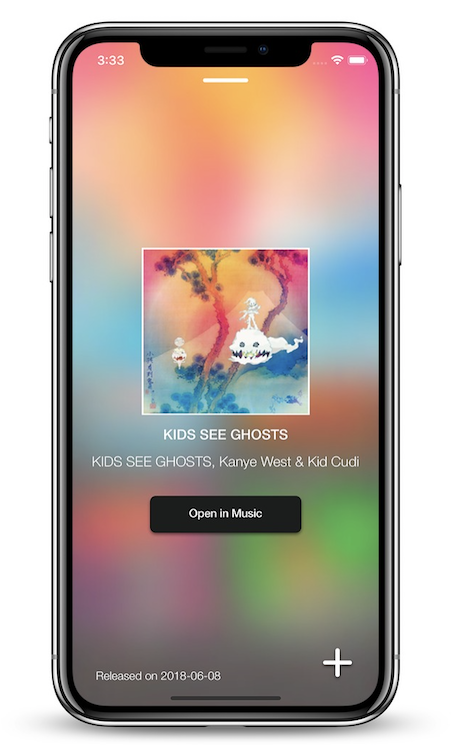 3:33
KIDS SEE GHOSTS
KIDS SEE GHOSTS, Kanye West & Kid Cudi
Open in Music
Released on 2018-06-08